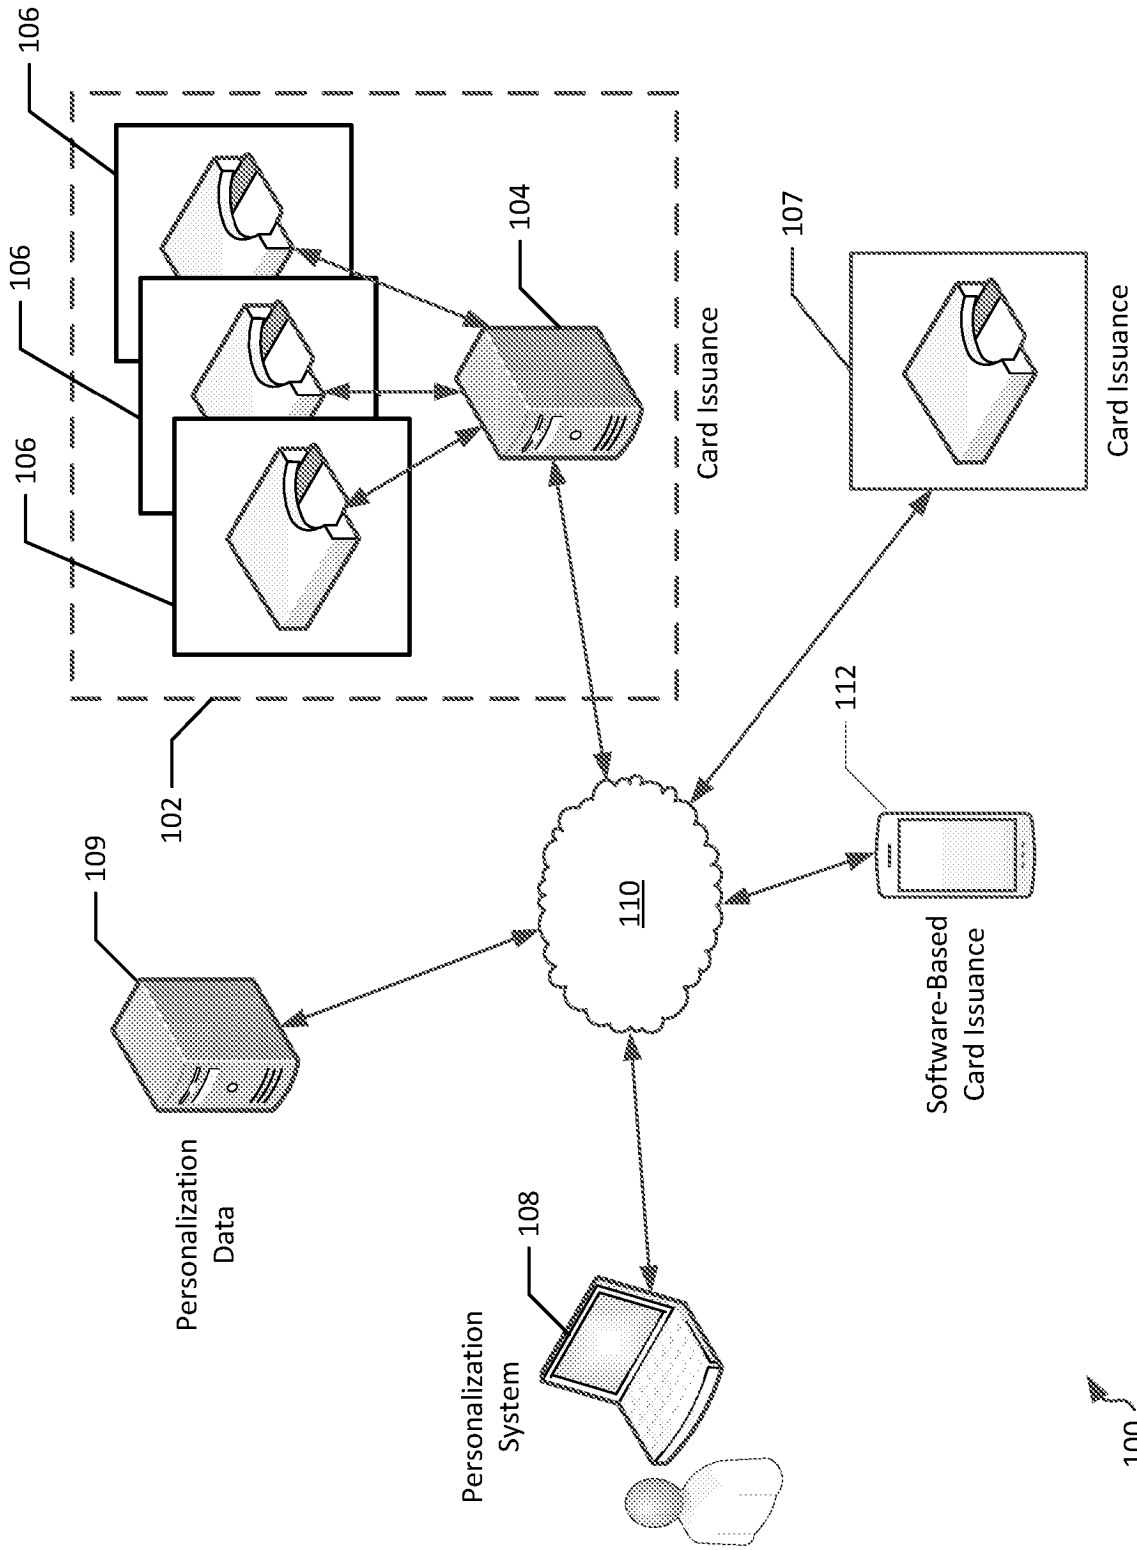 106
106
106
104
107
Card Issuance
Card Issuance
102
109
110
112
Personalization
Data
Software-Based
Card Issuance
108
Personalization
System
100